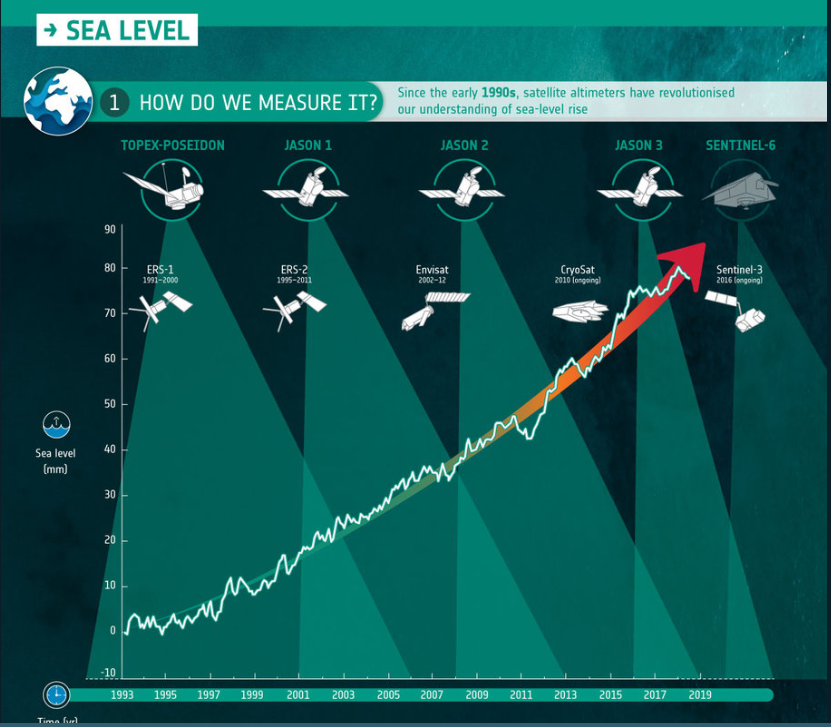 → SEA LEVEL
1 HOW DO WE MEASURE IT?
Since the early 1990s, satellite altimeters have revolutionised
our understanding of sea-level rise
TOPEX-POSEIDON JASON 1 JASON 2 JASON 3 SENTINEL-6
90
80
70
60
50
40
30
20
10
0
-10
ERS-1
1991–2000
ERS-2
1995–2011
Envisat
2002–12
CryoSat
2010 (ongoing)
Sentinel-3
2016 (ongoing)
Sea level
(mm)
1993 1995 1997 1999 2001 2003 2005 2007 2009 2011 2013 2015 2017 2019
Time (yr)